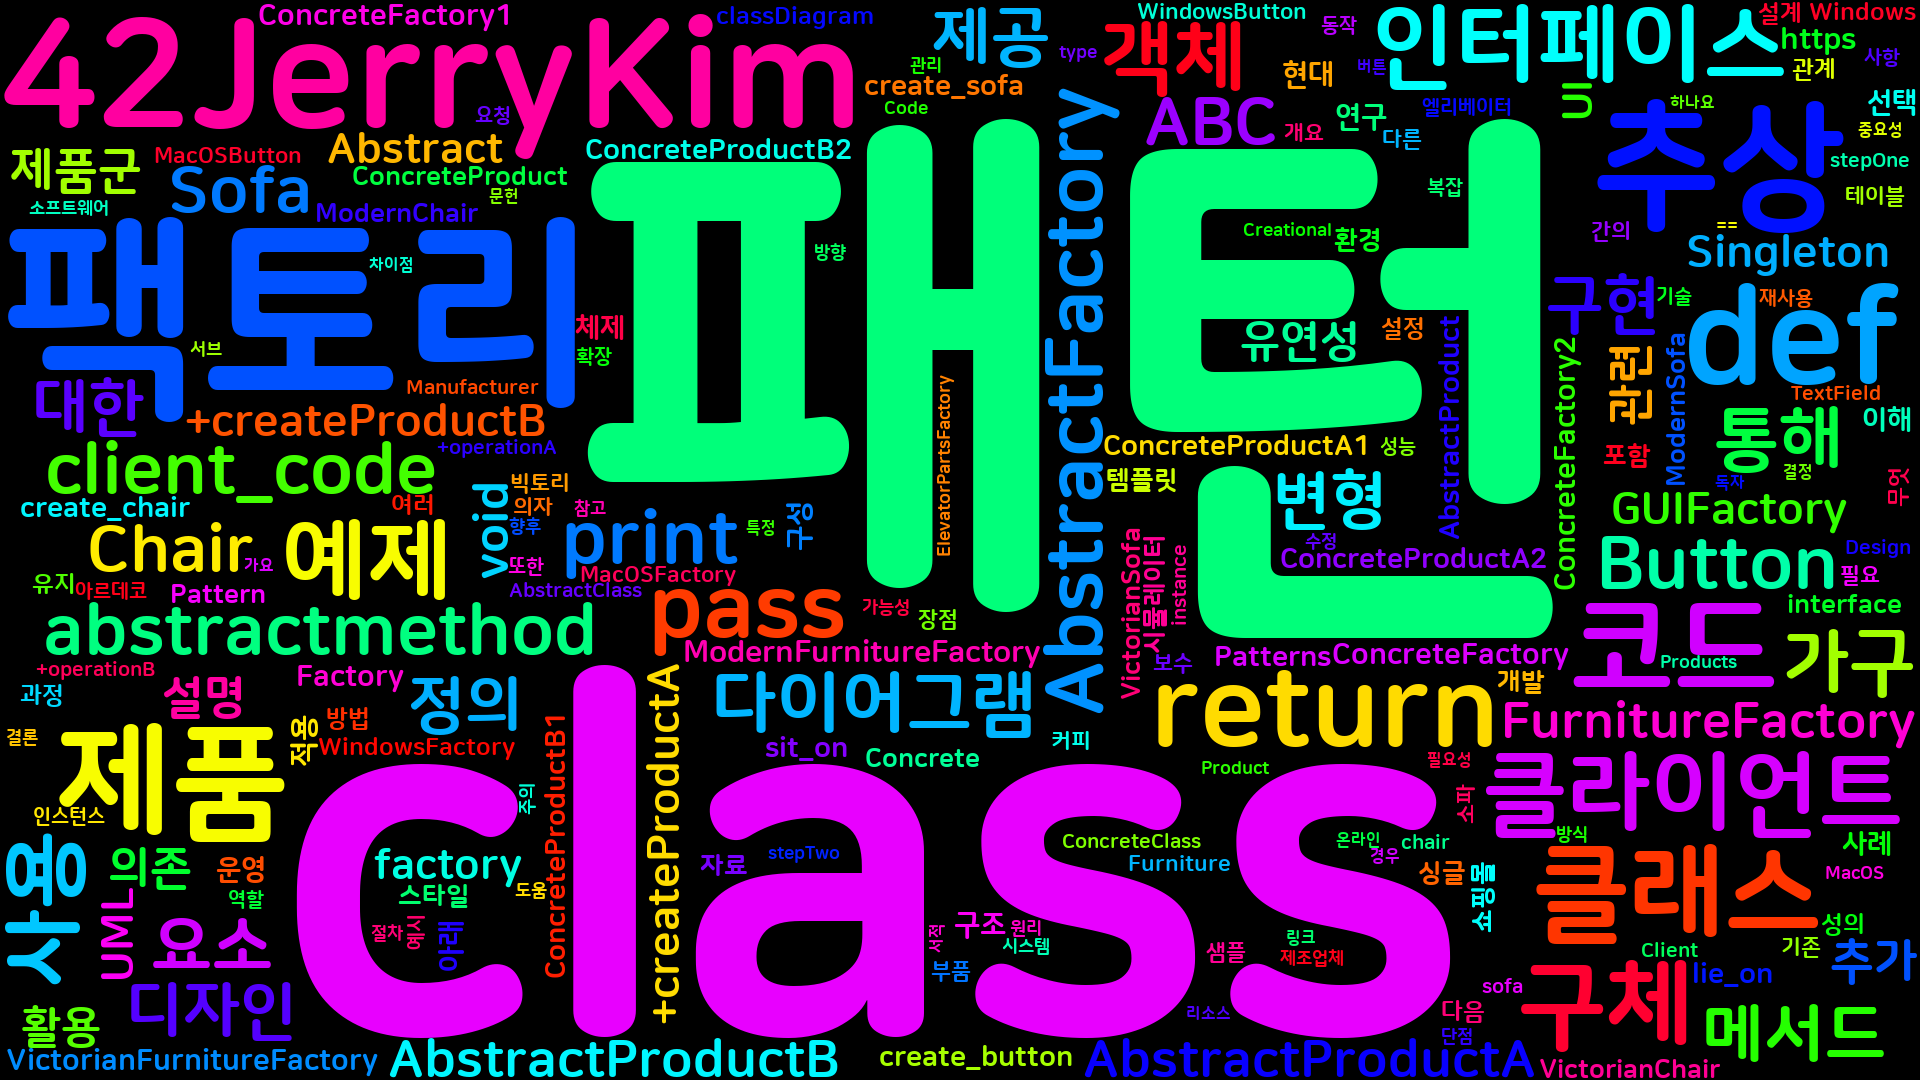 ConcreteFactory1
classDiagram
제공
WindowsButton
동작
인터페이스
설계
Windows
42JerryKim
type
객체
https
관리
현대
버튼
관계
사항
create_sofa
요청
Code
ABC
개요
연구
다른
엘리베이터
UI
하나요
선택
중요성
추상
제품군
MacOSButton
Abstract
ConcreteProductB2
stepOne
Sofa
ConcreteProduct
문헌
복잡
테이블
소프트웨어
ModernChair
패턴
AbstractFactory
Creational
환경
간의
==
Singleton
팩토리
차이점
방향
구현
기술
재사용
def
서브
체제
확장
유연성
설정
AbstractProduct
ConcreteFactory2
관련
ModernSofa
TextField
대한
Manufacturer
ElevatorPartsFactory
+createProductB
+operationA
ConcreteProductA1
성능
통해
이해
포함
결정
client_code
빅토리
템플릿
독자
무엇
create_chair
여러
void
의자
참고
변형
GUIFactory
Chair
가요
예제
향후
print
특정
구성
수정
ConcreteProductA2
Button
Design
유지
아르데코
Pattern
또한
MacOSFactory
AbstractClass
VictorianSofa
시뮬레이터
instance
필요
interface
abstractmethod
pass
가능성
장점
코드
가구
+operationB
ModernFurnitureFactory
보수
Patterns
ConcreteFactory
Products
과정
설명
Factory
정의
+createProductA
다이어그램
return
개발
FurnitureFactory
결론
제품
적용
방법
WindowsFactory
ConcreteProductB1
sit_on
커피
Concrete
Product
필요성
클라이언트
인스턴스
class
주의
소파
사용
의존
운영
factory
자료
stepTwo
ConcreteClass
Furniture
온라인
경우
chair
방식
사례
역할
스타일
도움
싱글
쇼핑몰
클래스
MacOS
UML
요소
절차
예시
아래
서적
구조
원리
시스템
링크
성의
부품
샘플
제조업체
Client
기존
추가
디자인
sofa
구체
lie_on
활용
리소스
다음
메서드
단점
VictorianFurnitureFactory
AbstractProductB
create_button
AbstractProductA
VictorianChair